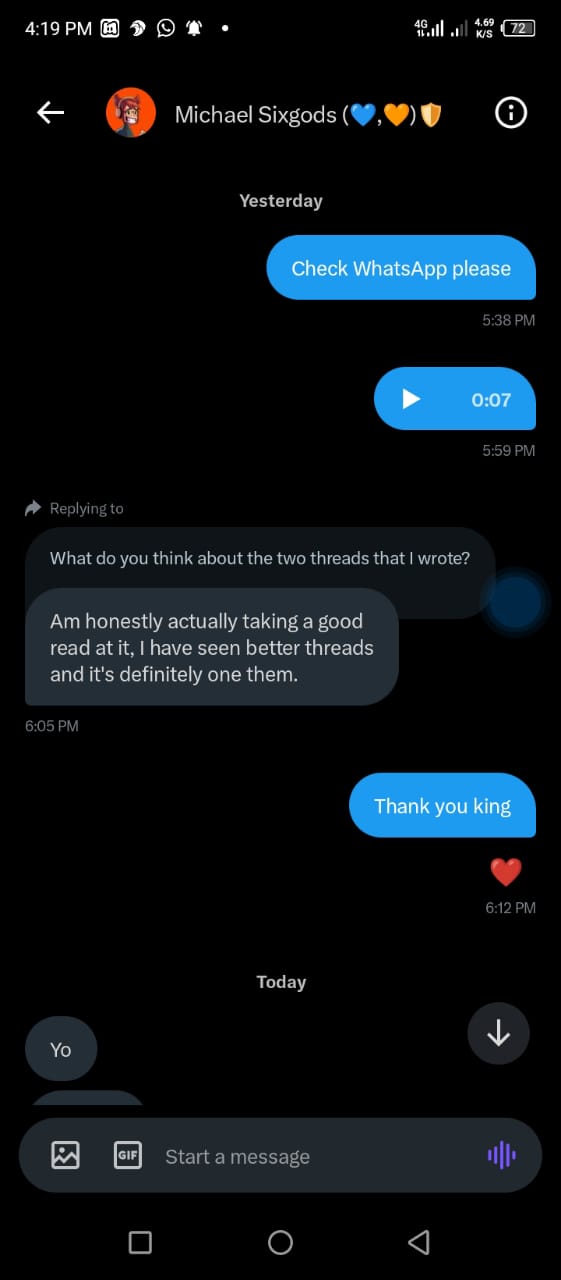 4:19 PM
4G
4.69
K/S
72
Michael Sixgods (💙,🧡)🛡️
Yesterday
Check WhatsApp please
5:38 PM
0:07
5:59 PM
Replying to
What do you think about the two threads that I wrote?
Am honestly actually taking a good
read at it, I have seen better threads
and it's definitely one them.
6:05 PM
Thank you king
❤️
6:12 PM
Today
Yo
GIF
Start a message